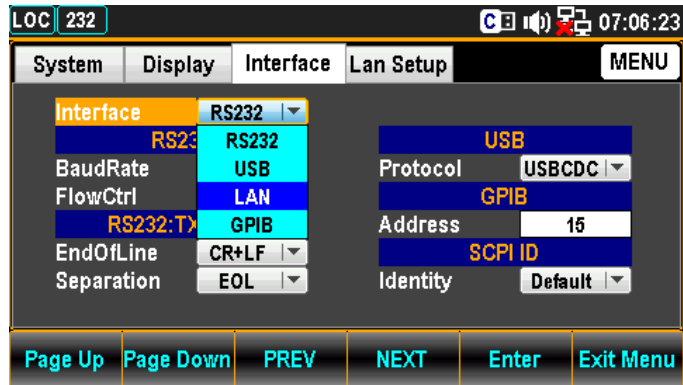 LOC 232 C 07:06:23
System Display Interface Lan Setup MENU
Interface RS232
RS23 RS232 USB
BaudRate USB Protocol USBCDC
FlowCtrl LAN GPIB
RS232:TX GPIB Address 15
EndOfLine CR+LF SCPI ID
Separation EOL Identity Default
Page Up Page Down PREV NEXT Enter Exit Menu